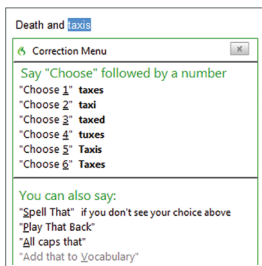 Death and taxis
Correction Menu
x
Say "Choose" followed by a number
"Choose 1" taxes
"Choose 2" taxi
"Choose 3" taxed
"Choose 4" tuxes
"Choose 5" Taxis
"Choose 6" Taxes
You can also say:
"Spell That" if you don't see your choice above
"Play That Back"
"All caps that"
"Add that to Vocabulary"